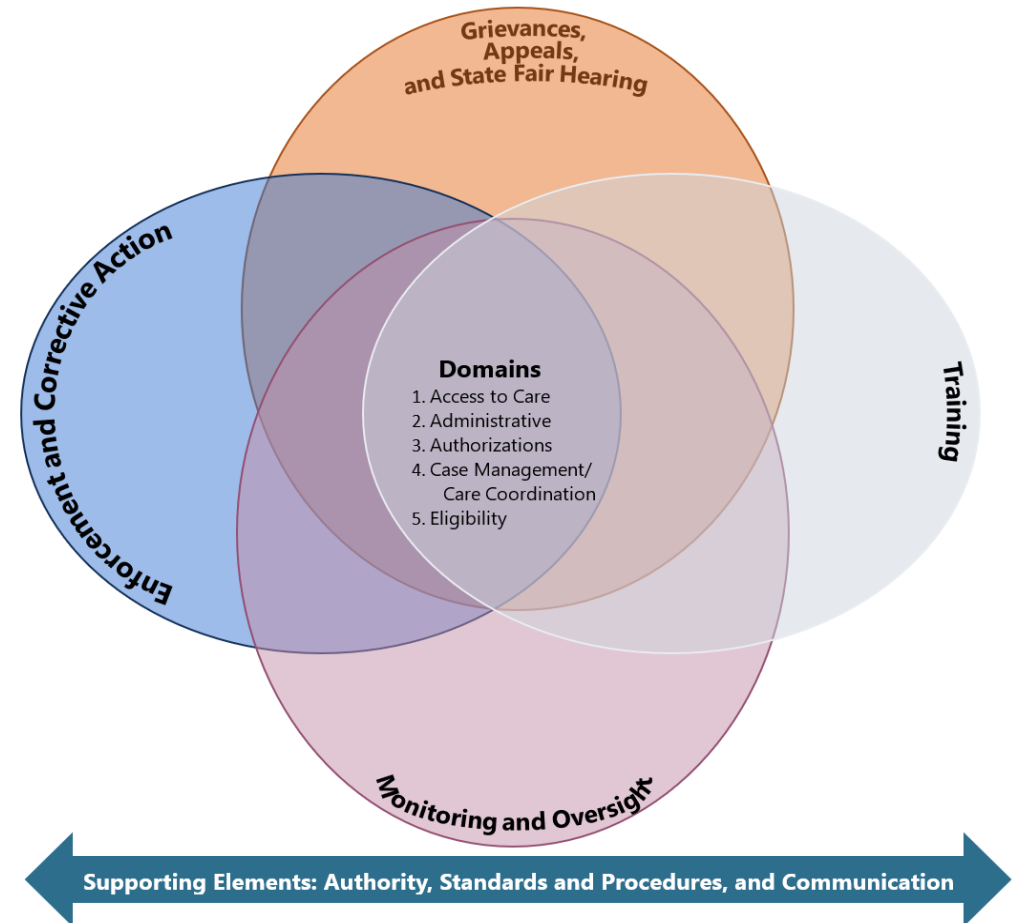 Grievances,
Appeals,
and State Fair Hearing
Enforcement and Corrective Action
Training
Domains
1. Access to Care
2. Administrative
3. Authorizations
4. Case Management/
Care Coordination
5. Eligibility
Monitoring and Oversight
Supporting Elements: Authority, Standards and Procedures, and Communication